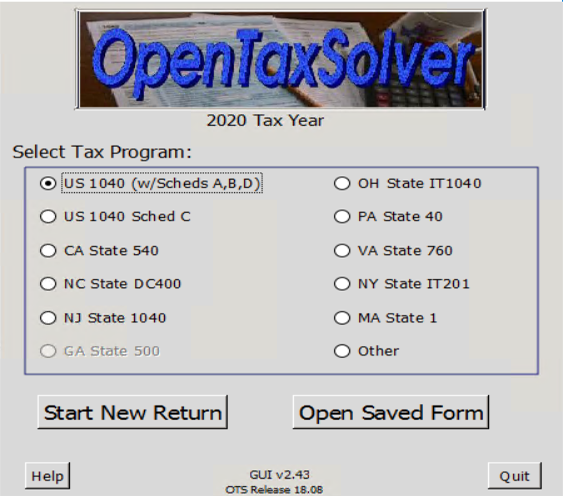 OpenTaxSolver
2020 Tax Year
Select Tax Program:
US 1040 (w/Scheds A,B,D)
US 1040 Sched C
CA State 540
NC State DC400
NJ State 1040
GA State 500
OH State IT1040
PA State 40
VA State 760
NY State IT201
MA State 1
Other
Start New Return
Open Saved Form
Help
GUI v2.43
OTS Release 18.08
Quit